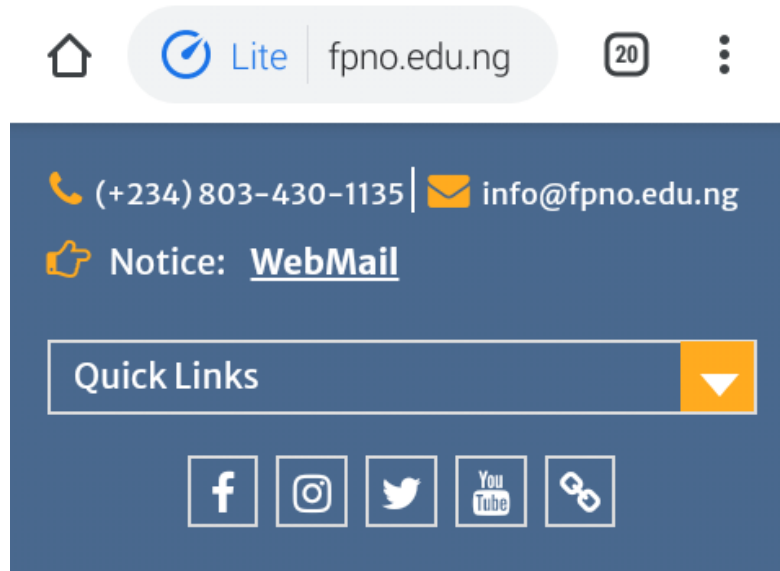 Lite fpno.edu.ng 20
(+234) 803-430-1135 info@fpno.edu.ng
Notice: WebMail
Quick Links
You
Tube